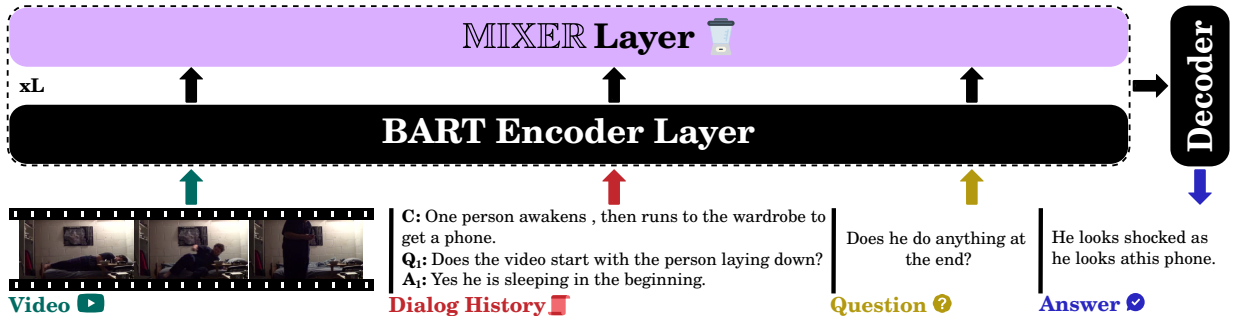 MIXER Layer
xL
BART Encoder Layer
Decoder
C: One person awakens , then runs to the wardrobe to
get a phone.
Q₁: Does the video start with the person laying down?
A₁: Yes he is sleeping in the beginning.
Does he do anything at
the end?
He looks shocked as
he looks athis phone.
Video
Dialog History
Question
Answer